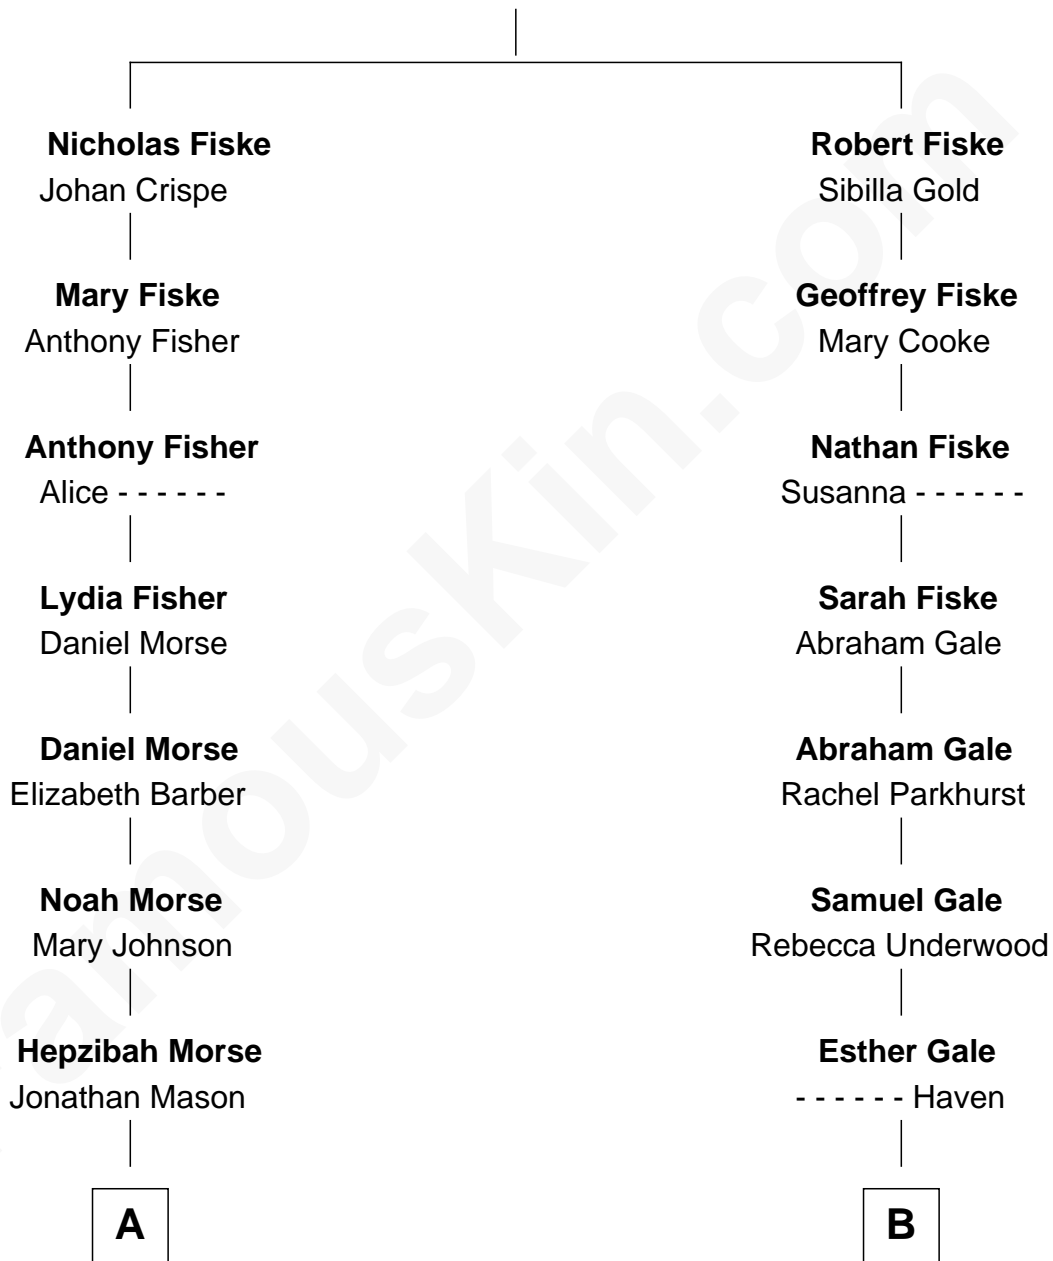 Nicholas Fiske
Johan Crispe
Mary Fiske
Anthony Fisher
Anthony Fisher
Alice - - - - - -
Lydia Fisher
Daniel Morse
Daniel Morse
Elizabeth Barber
Noah Morse
Mary Johnson
Hepzibah Morse
Jonathan Mason
A
Robert Fiske
Sibilla Gold
Geoffrey Fiske
Mary Cooke
Nathan Fiske
Susanna - - - - - -
Sarah Fiske
Abraham Gale
Abraham Gale
Rachel Parkhurst
Samuel Gale
Rebecca Underwood
Esther Gale
- - - - - - Haven
B
amousKin.com